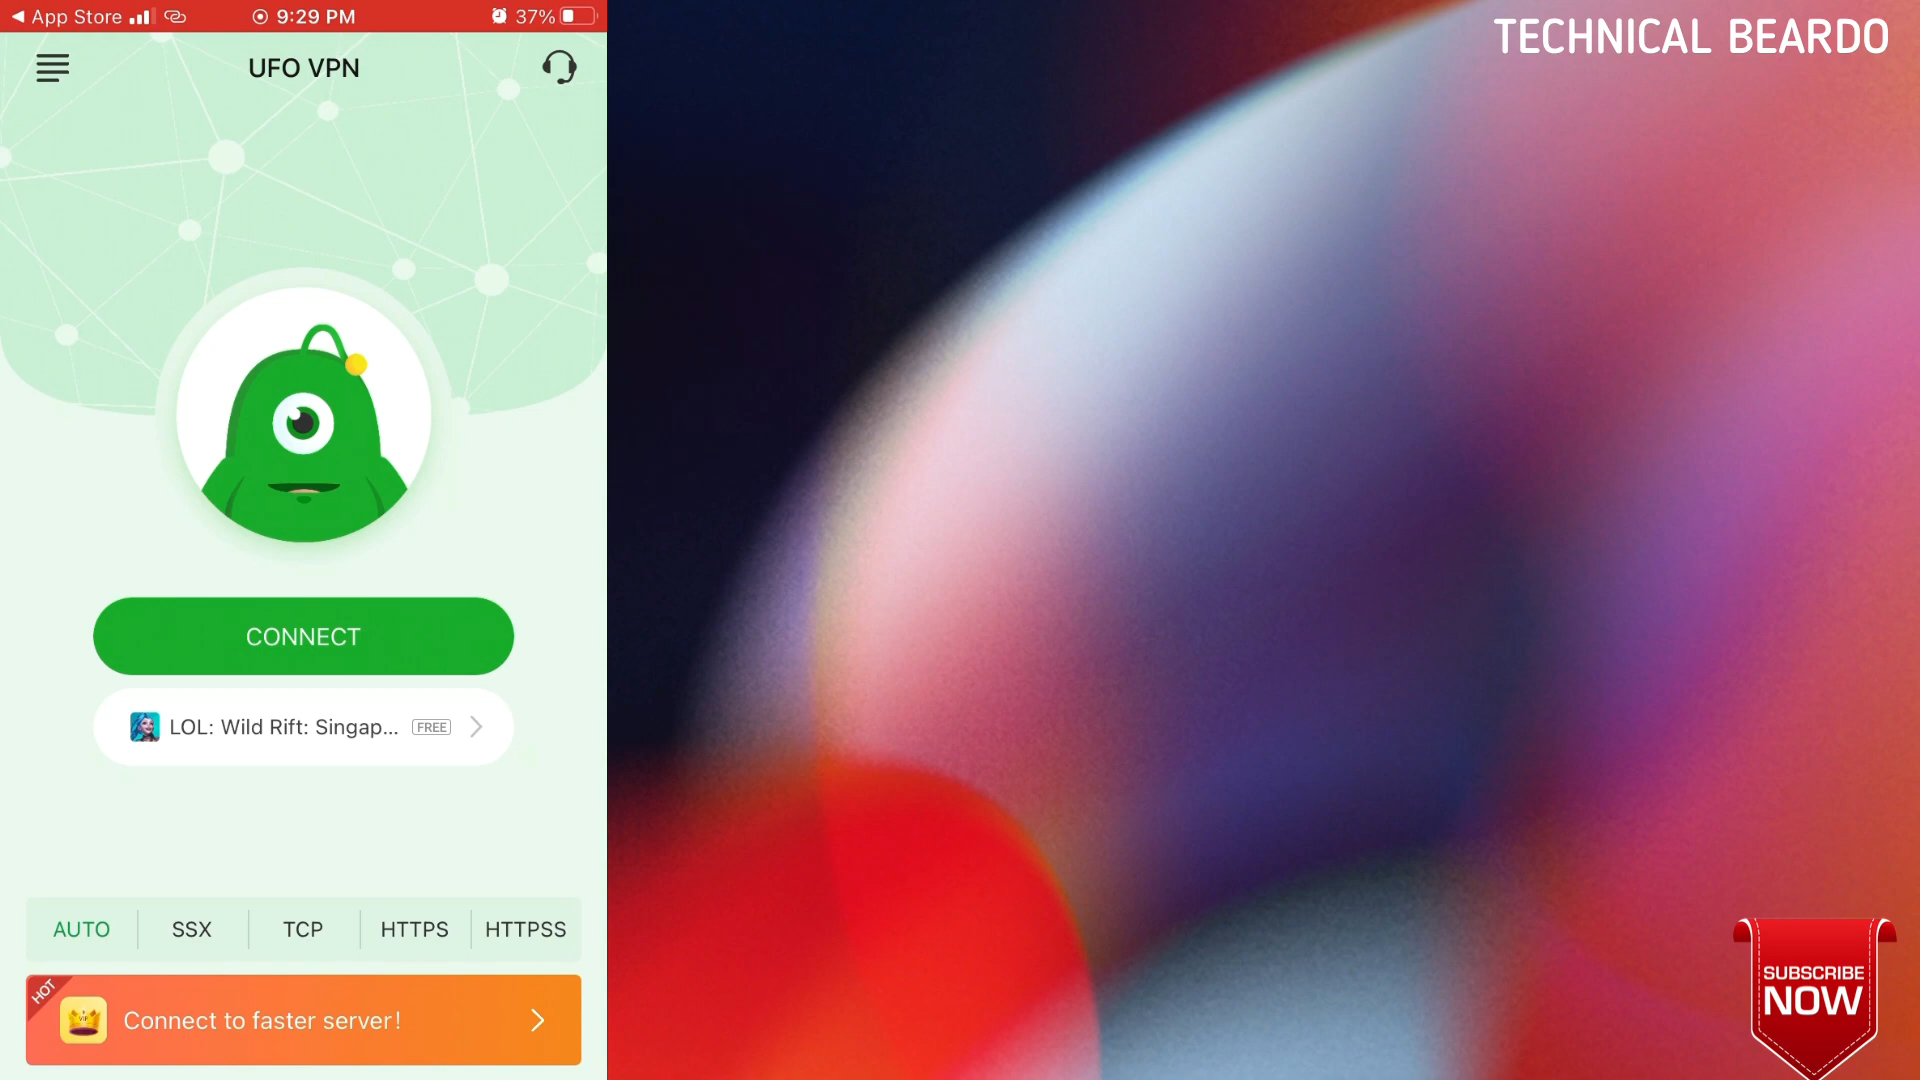 App Store
9:29 PM
37%
UFO VPN
CONNECT
LOL: Wild Rift: Singap...
FREE
AUTO
SSX
TCP
HTTPS
HTTPSS
HOT
VIP
Connect to faster server!
TECHNICAL BEARDO
SUBSCRIBE
NOW